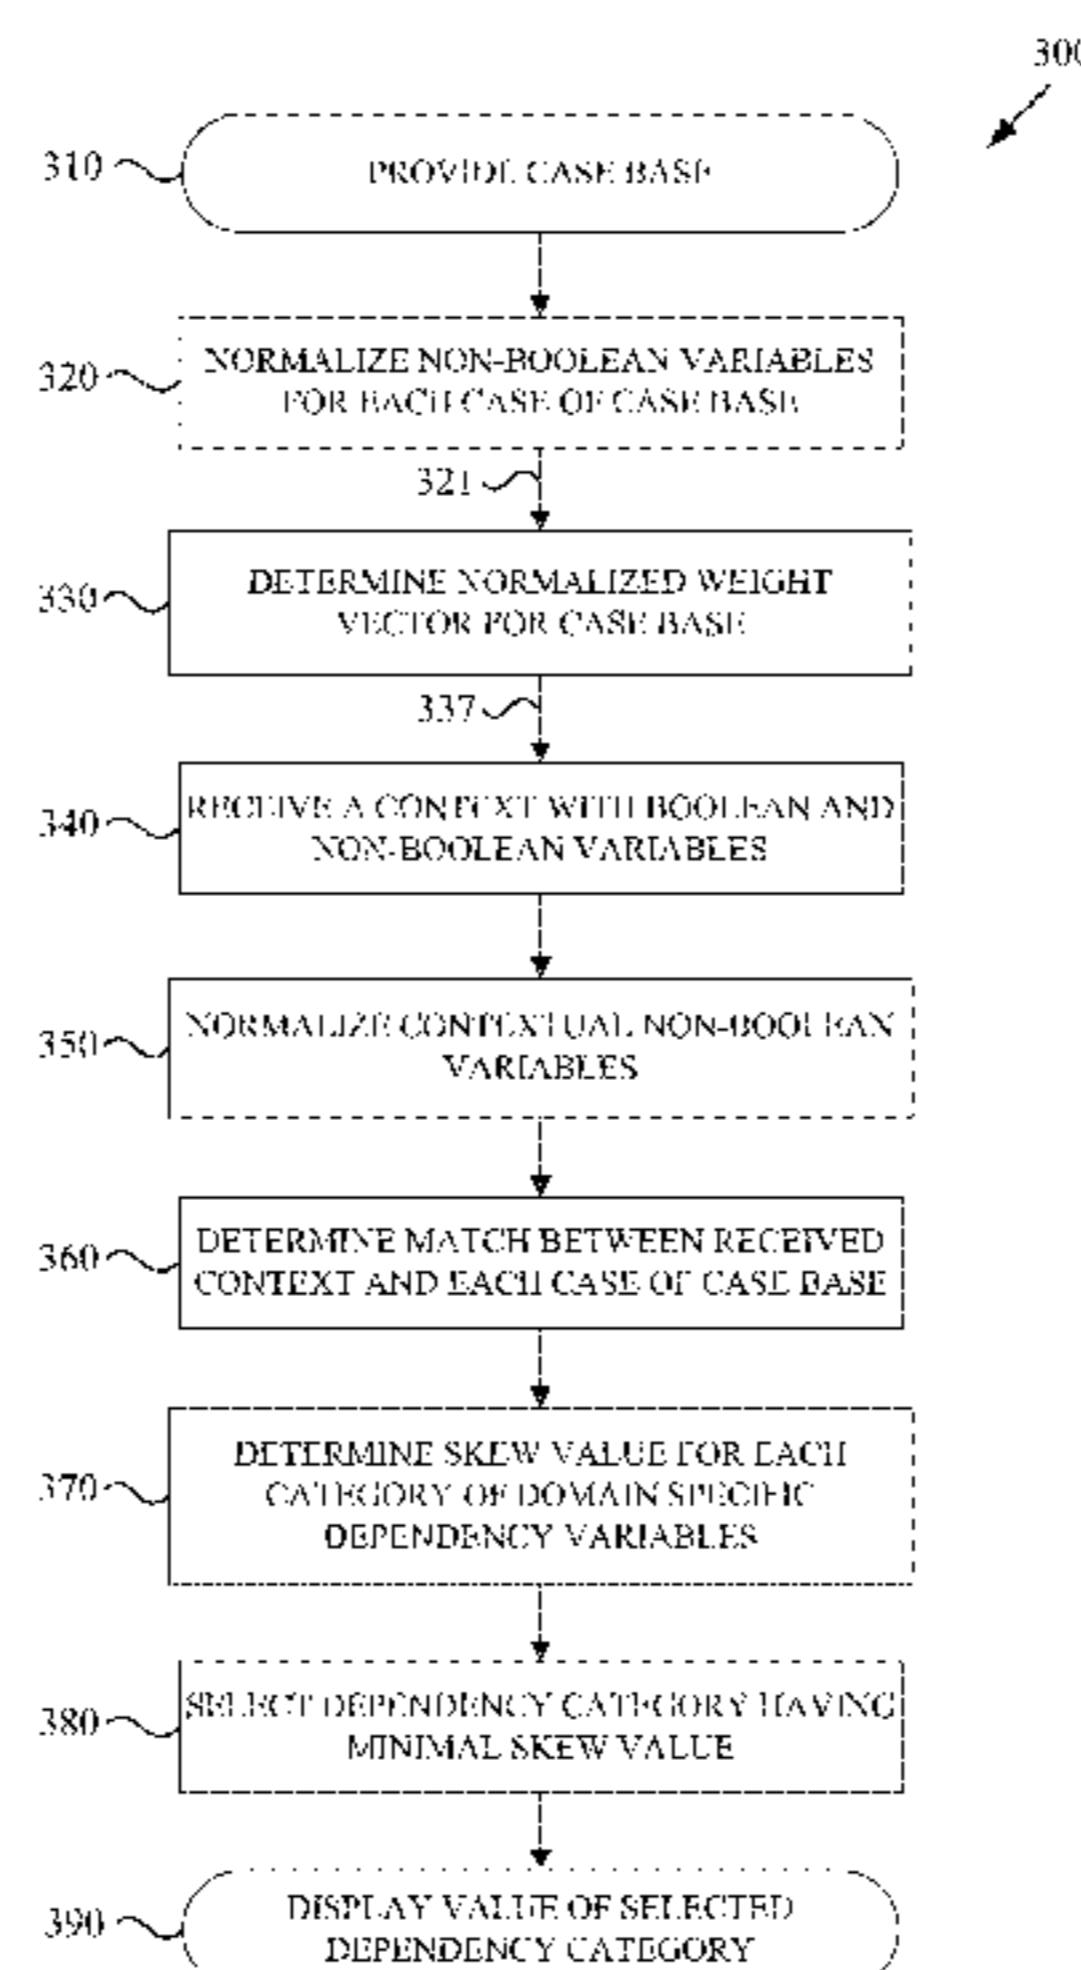 300
310
PROVIDE CASE BASE
320
NORMALIZE NON-BOOLEAN VARIABLES
FOR EACH CASE OF CASE BASE
321
330
DETERMINE NORMALIZED WEIGHT
VECTOR FOR CASE BASE
337
340
RECEIVE A CONTEXT WITH BOOLEAN AND
NON-BOOLEAN VARIABLES
350
NORMALIZE CONTEXTUAL NON-BOOLEAN
VARIABLES
360
DETERMINE MATCH BETWEEN RECEIVED
CONTEXT AND EACH CASE OF CASE BASE
370
DETERMINE SKEW VALUE FOR EACH
CATEGORY OF DOMAIN SPECIFIC
DEPENDENCY VARIABLES
380
SELECT DEPENDENCY CATEGORY HAVING
MINIMAL SKEW VALUE
390
DISPLAY VALUE OF SELECTED
DEPENDENCY CATEGORY